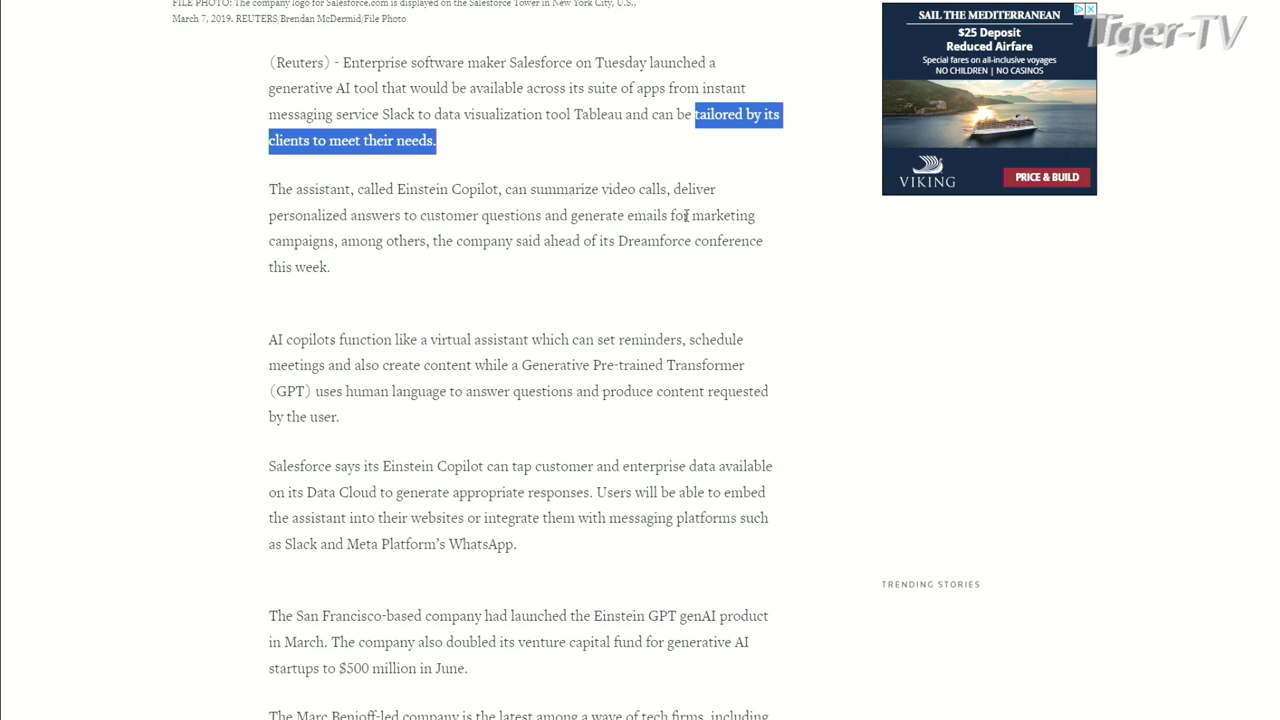 FILE PHOTO: The company logo for Salesforce.com is displayed on the Salesforce Tower in New York City, U.S.,
March 7, 2019. REUTERS/Brendan McDermid/File Photo
(Reuters) - Enterprise software maker Salesforce on Tuesday launched a
generative AI tool that would be available across its suite of apps from instant
messaging service Slack to data visualization tool Tableau and can be tailored by its
clients to meet their needs.
The assistant, called Einstein Copilot, can summarize video calls, deliver
personalized answers to customer questions and generate emails for marketing
campaigns, among others, the company said ahead of its Dreamforce conference
this week.
AI copilots function like a virtual assistant which can set reminders, schedule
meetings and also create content while a Generative Pre-trained Transformer
(GPT) uses human language to answer questions and produce content requested
by the user.
Salesforce says its Einstein Copilot can tap customer and enterprise data available
on its Data Cloud to generate appropriate responses. Users will be able to embed
the assistant into their websites or integrate them with messaging platforms such
as Slack and Meta Platform's WhatsApp.
The San Francisco-based company had launched the Einstein GPT genAI product
in March. The company also doubled its venture capital fund for generative AI
startups to $500 million in June.
The Marc Benioff-led company is the latest among a wave of tech firms, including
SAIL THE MEDITERRANEAN
$25 Deposit
Reduced Airfare
Special fares on all-inclusive voyages
NO CHILDREN | NO CASINOS
VIKING
PRICE & BUILD
Tiger-TV
TRENDING STORIES